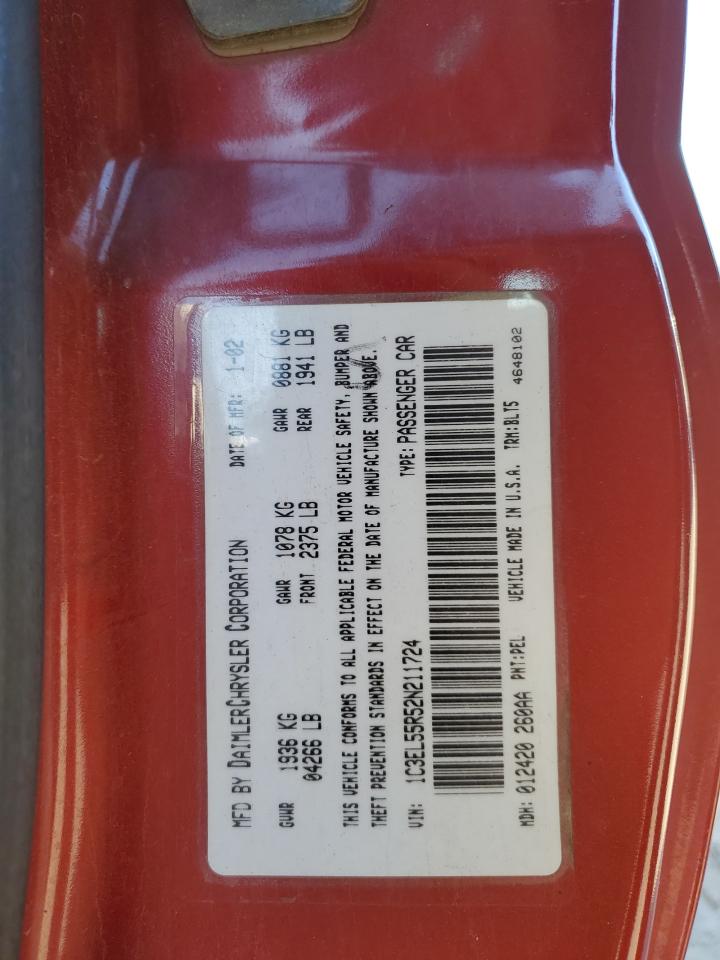 MFD BY DAIMLERCHRYSLER CORPORATION DATE OF MFR: 1-02
GVWR 1936 KG GAWR 1078 KG GAWR 0881 KG
04266 LB FRONT 2375 LB REAR 1941 LB
THIS VEHICLE CONFORMS TO ALL APPLICABLE FEDERAL MOTOR VEHICLE SAFETY, BUMPER AND
THEFT PREVENTION STANDARDS IN EFFECT ON THE DATE OF MANUFACTURE SHOWN ABOVE.
VIN: 1C3EL55R52N211724 TYPE: PASSENGER CAR
MDH: 012420 260AA PNT:PEL VEHICLE MADE IN U.S.A. TRM:BLT5
4648102